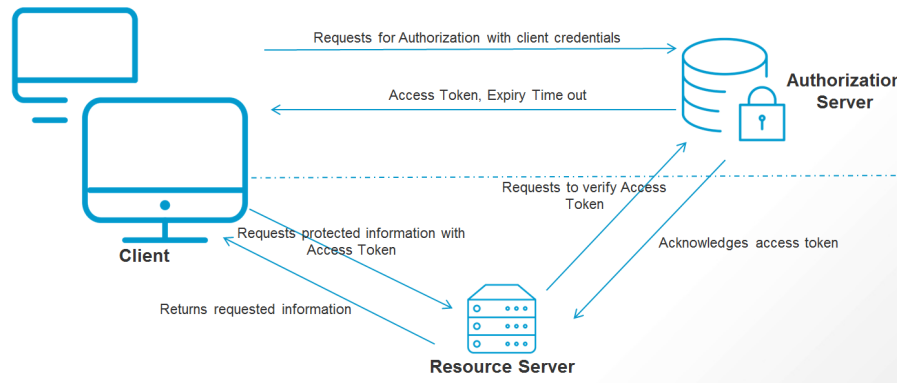 Requests for Authorization with client credentials
Access Token, Expiry Time out
Authorization
Server
Requests to verify Access
Token
Requests protected information with
Access Token
Acknowledges access token
Client
Returns requested information
Resource Server